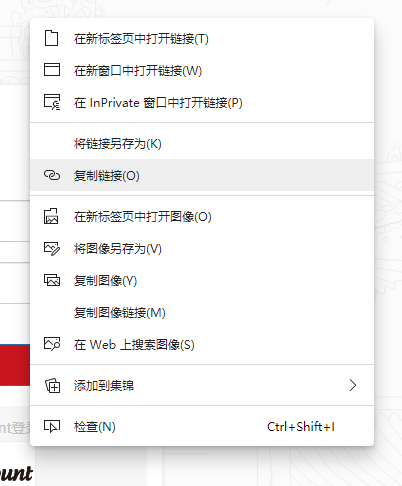 在新标签页中打开链接(T)
在新窗口中打开链接(W)
在 InPrivate 窗口中打开链接(P)
将链接另存为(K)
复制链接(O)
在新标签页中打开图像(O)
将图像另存为(V)
复制图像(Y)
复制图像链接(M)
在 Web 上搜索图像(S)
添加到集锦
nt登
检查(N) Ctrl+Shift+I
ount